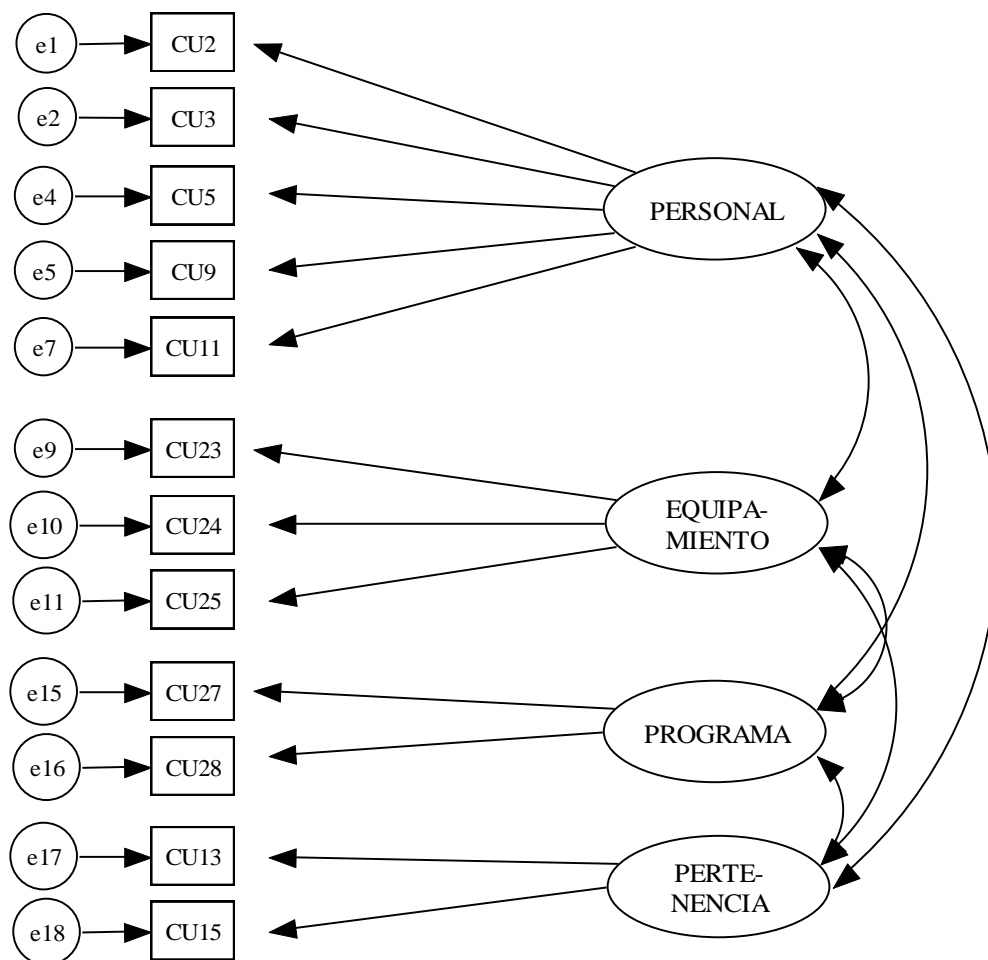 e1 CU2
e2 CU3
e4 CU5
PERSONAL
e5 CU9
e7 CU11
e9 CU23
e10 CU24
EQUIPA-
MIENTO
e11 CU25
e15 CU27
PROGRAMA
e16 CU28
e17 CU13
PERTE-
NENCIA
e18 CU15